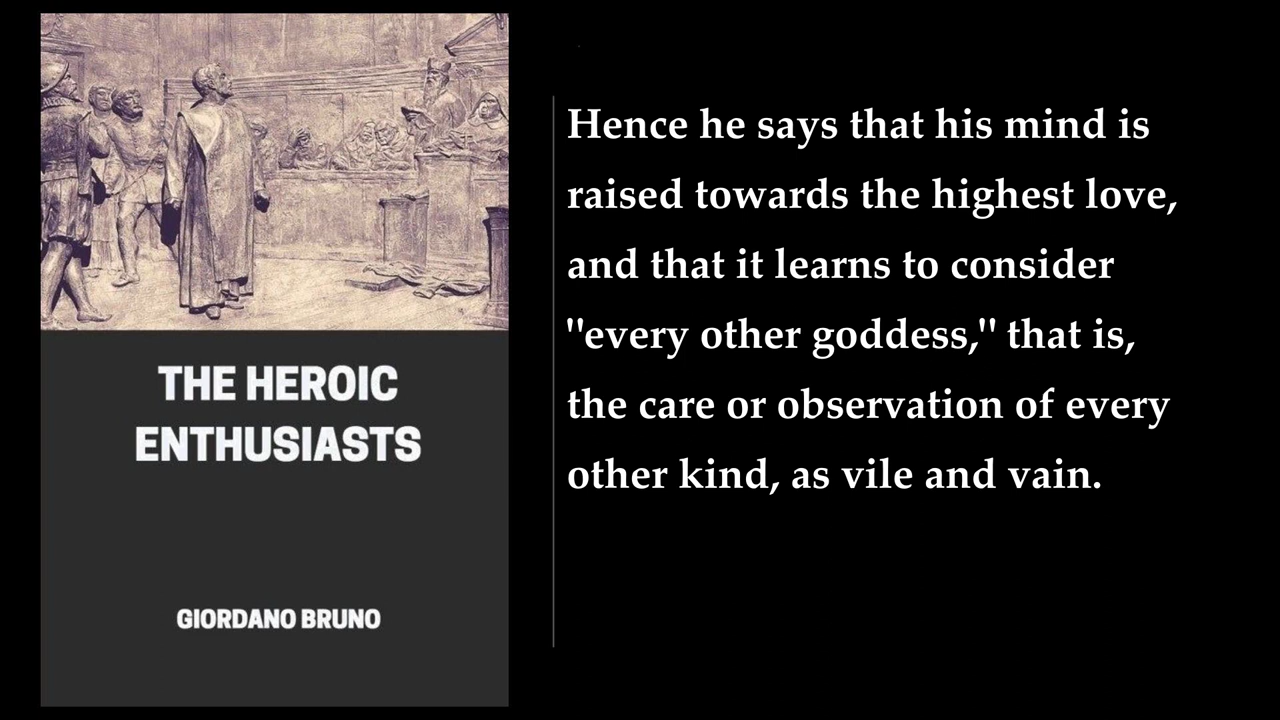 THE HEROIC
ENTHUSIASTS
GIORDANO BRUNO
Hence he says that his mind is
raised towards the highest love,
and that it learns to consider
"every other goddess," that is,
the care or observation of every
other kind, as vile and vain.